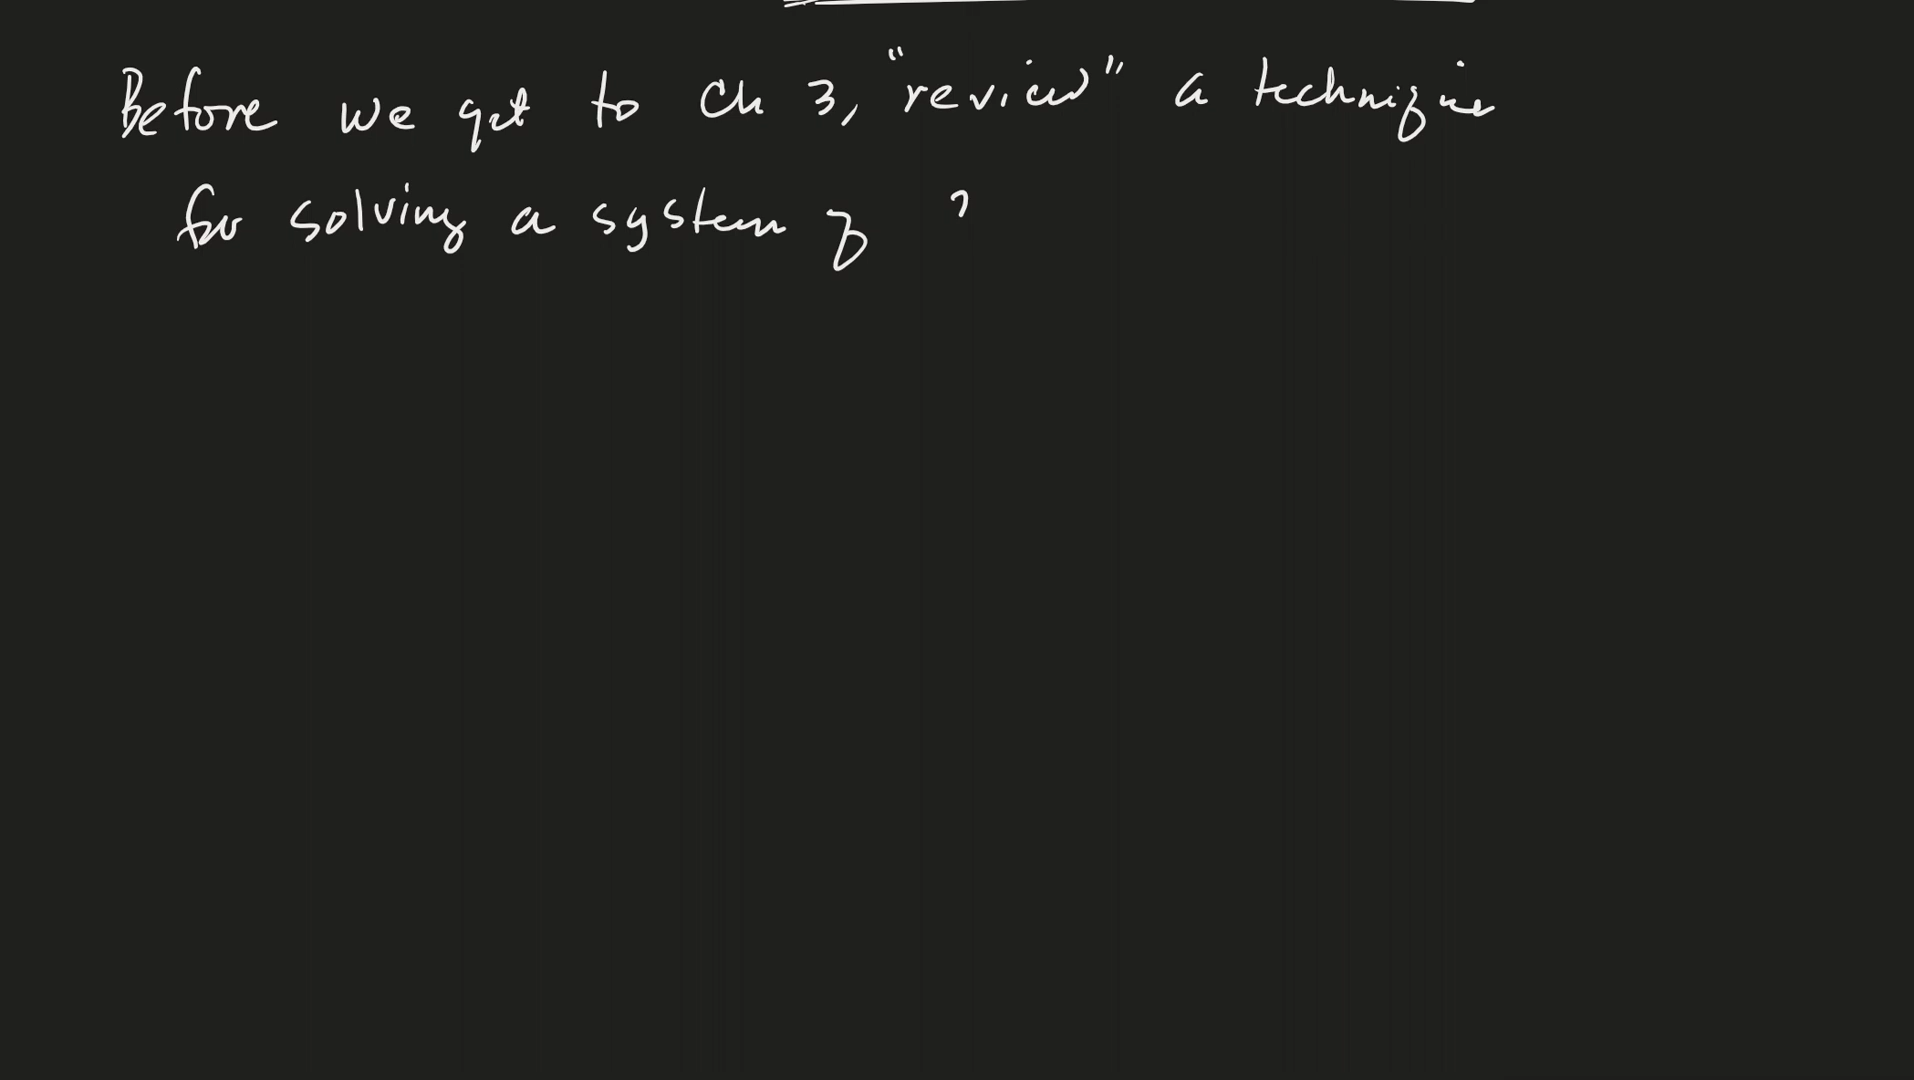 Before we get to Ch 3, "review" a technique
for solving a system of